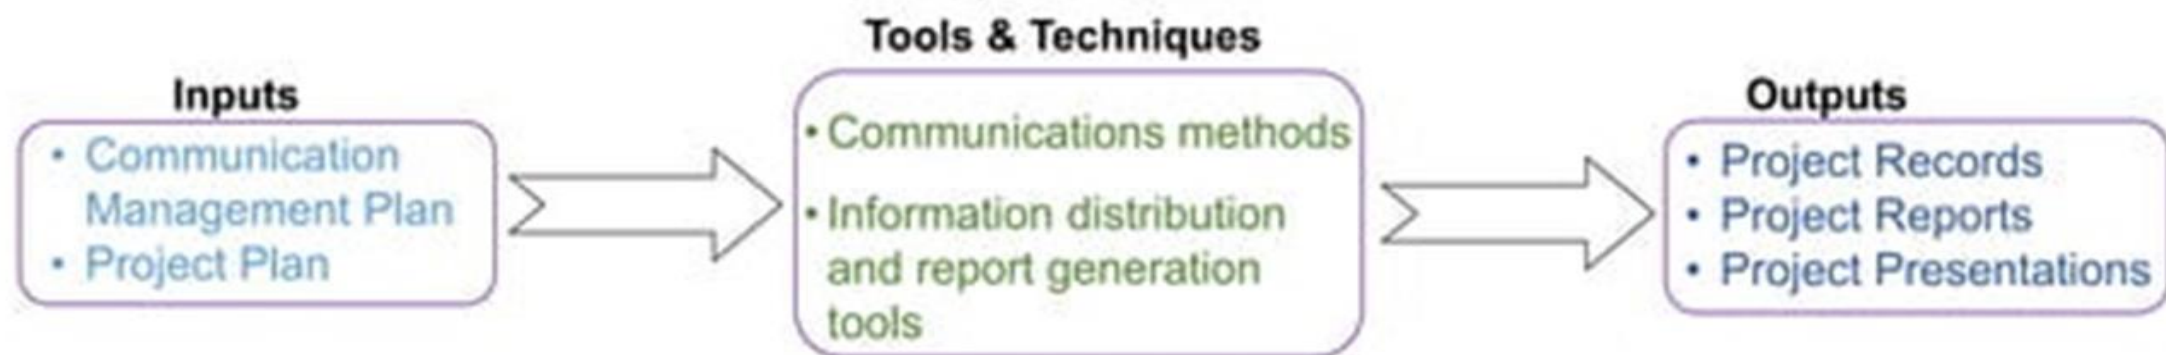 Inputs
• Communication
Management Plan
• Project Plan
Tools & Techniques
• Communications methods
• Information distribution
and report generation
tools
Outputs
• Project Records
• Project Reports
• Project Presentations